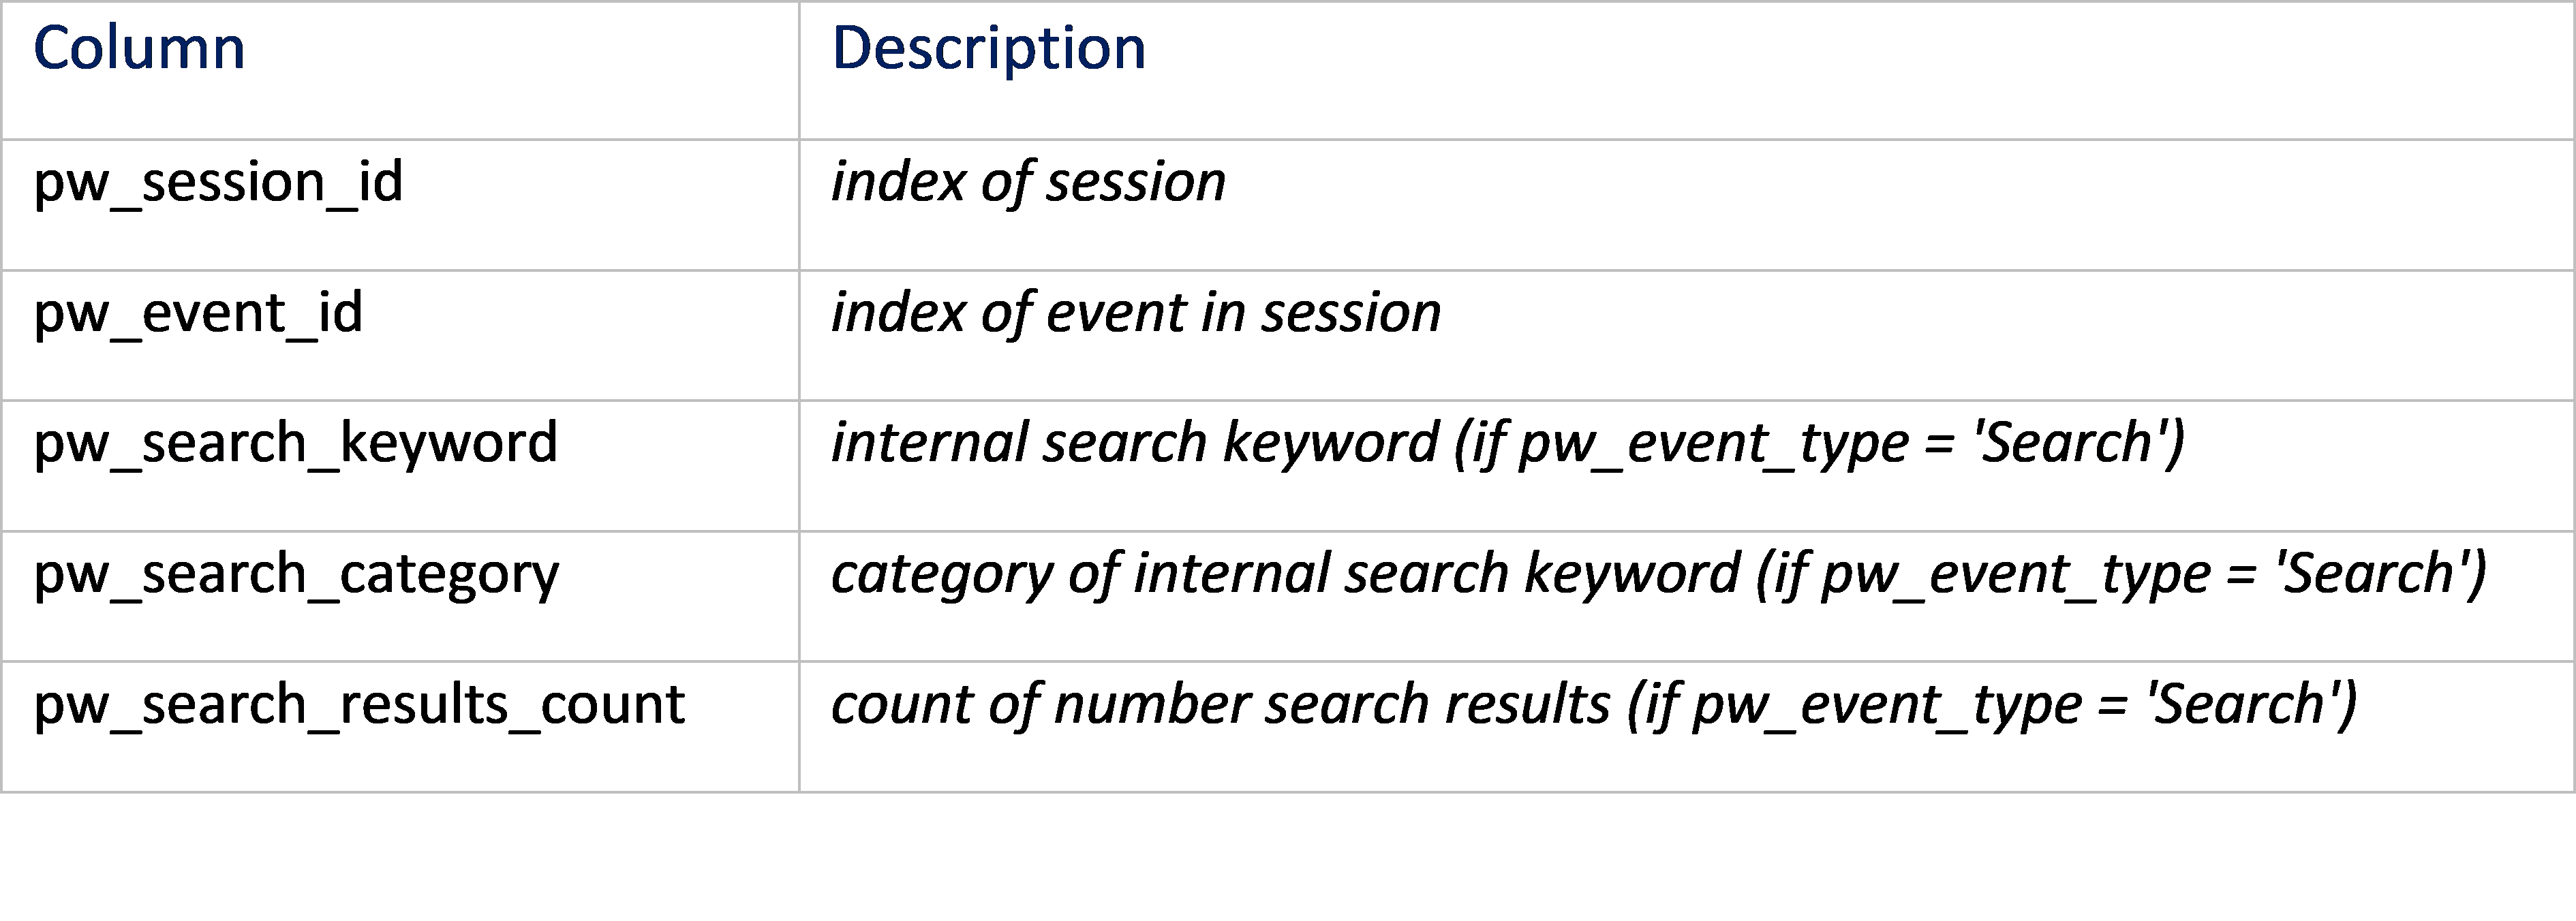 Column Description
pw_session_id index of session
pw_event_id index of event in session
pw_search_keyword internal search keyword (if pw_event_type = 'Search')
pw_search_category category of internal search keyword (if pw_event_type = 'Search')
pw_search_results_count count of number search results (if pw_event_type = 'Search')